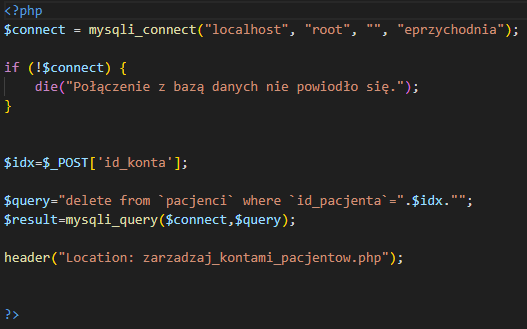 <?php
$connect = mysqli_connect("localhost", "root", "", "eprzychodnia");
if (!$connect) {
die("Połączenie z bazą danych nie powiodło się.");
}
$idx=$_POST['id_konta'];
$query="delete from `pacjenci` where `id_pacjenta`=".$idx."";
$result=mysqli_query($connect,$query);
header("Location: zarzadzaj_kontami_pacjentow.php");
?>